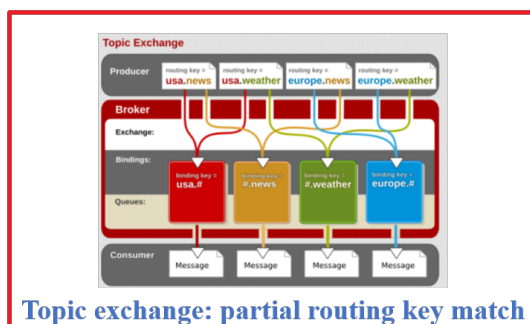 Topic Exchange
Producer
routing key =
usa.news
routing key =
usa.weather
routing key =
europe.news
routing key =
europe.weather
Broker
Exchange:
Bindings:
binding key =
usa.#
binding key =
#.news
binding key =
#.weather
binding key =
europe.#
Queues:
Consumer
Message
Message
Message
Message
Topic exchange: partial routing key match